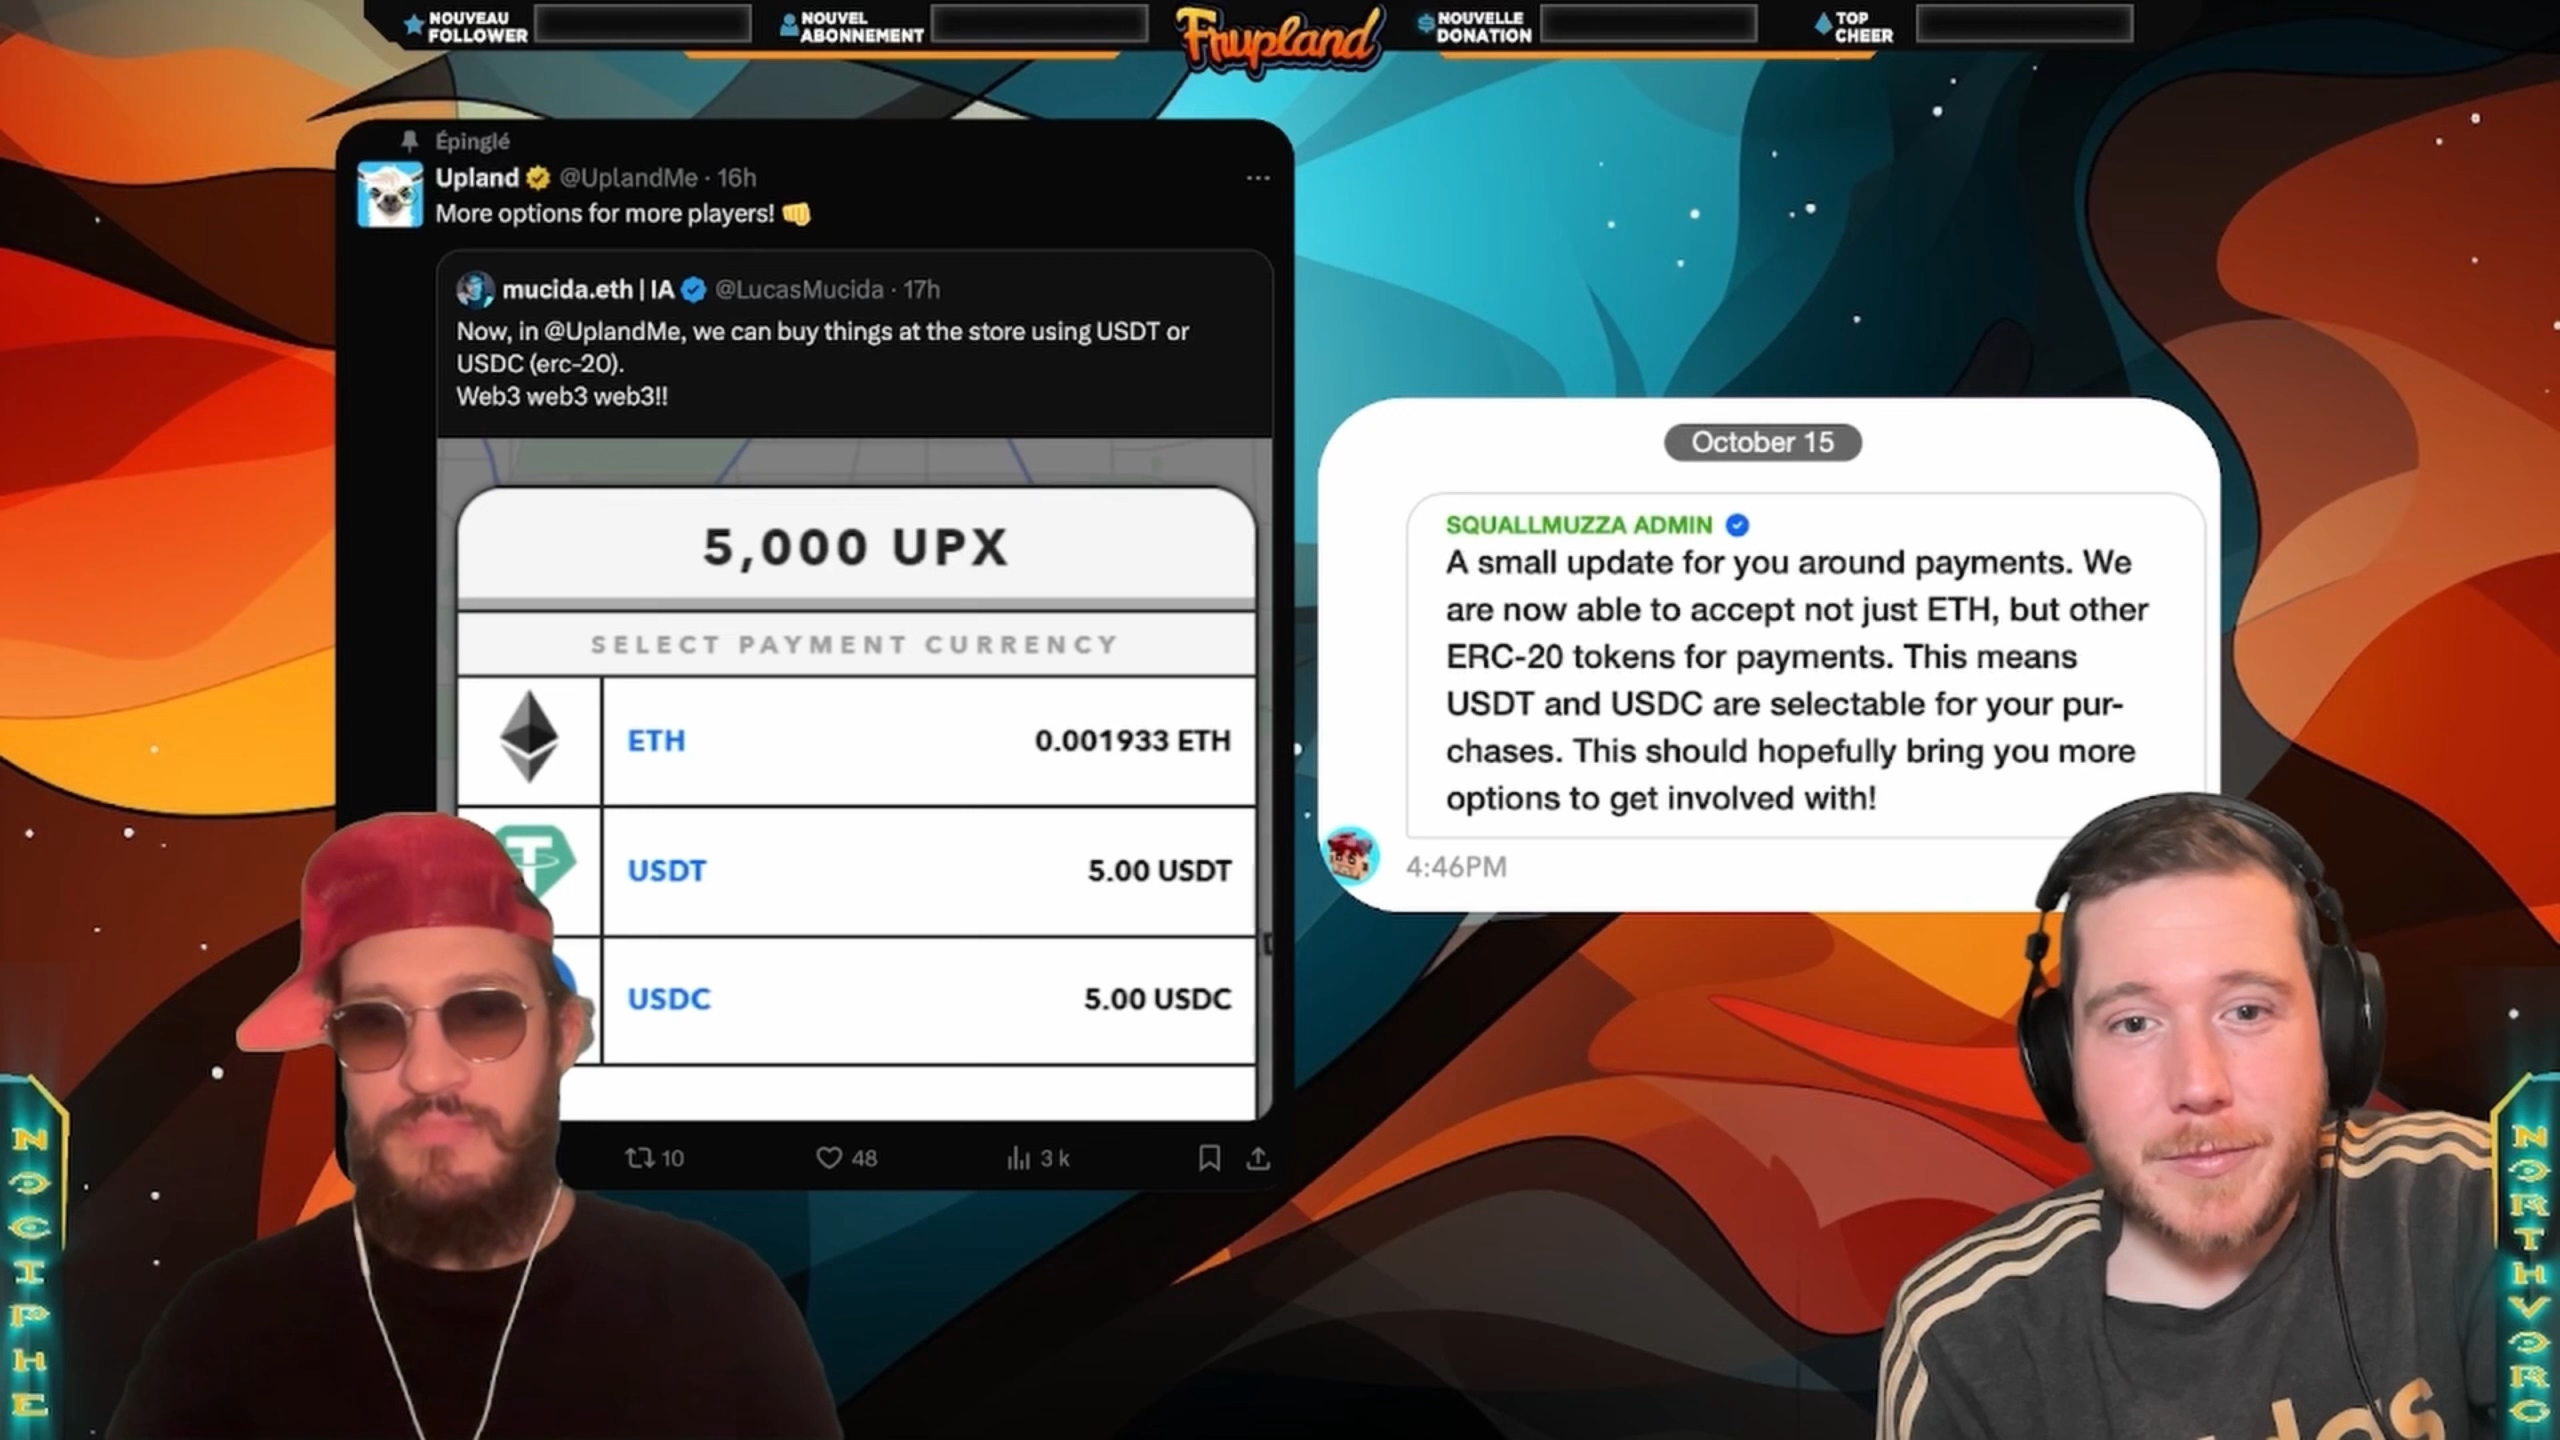 NOUVEAU
FOLLOWER
NOUVEL
ABONNEMENT
Frupland
NOUVELLE
DONATION
TOP
CHEER
Épinglé
Upland @UplandMe · 16h
More options for more players!
mucida.eth | IA @LucasMucida · 17h
Now, in @UplandMe, we can buy things at the store using USDT or
USDC (erc-20).
Web3 web3 web3!!
5,000 UPX
SELECT PAYMENT CURRENCY
ETH 0.001933 ETH
USDT 5.00 USDT
USDC 5.00 USDC
10 48 3 k
October 15
SQUALLMUZZA ADMIN
A small update for you around payments. We
are now able to accept not just ETH, but other
ERC-20 tokens for payments. This means
USDT and USDC are selectable for your pur-
chases. This should hopefully bring you more
options to get involved with!
4:46PM
NOCIPHE
NORTHVORO